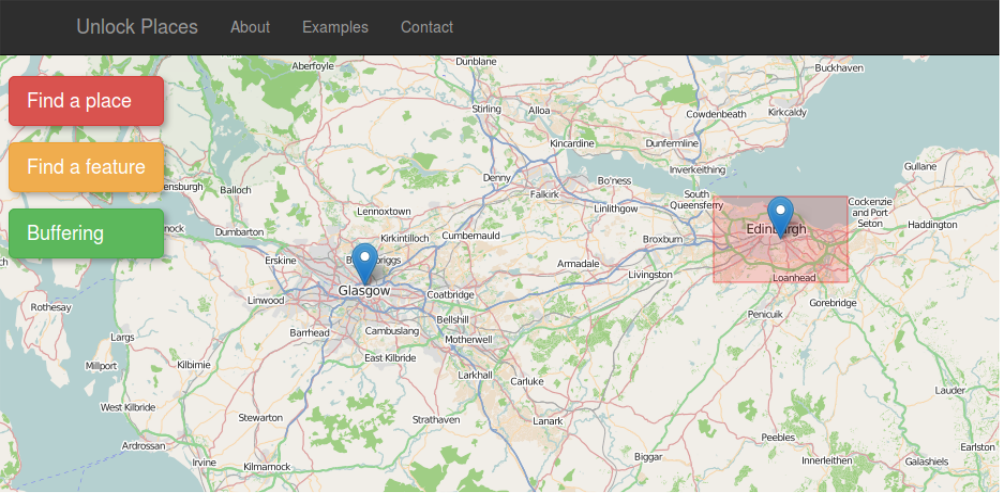 Unlock Places About Examples Contact
Find a place
Find a feature
Buffering
Aberfoyle
Dunblane
Buckhaven
Stirling
Alloa
Cowdenbeath
Kirkcaldy
Kincardine
Dunfermline
Gullane
Inverkeithing
Denny
Bo'ness
ensburgh
Balloch
Falkirk
South
Queensferry
Linlithgow
Cockenzie
and Port
Seton
Lennoxtown
Haddington
nock
Dumbarton
Kirkintilloch
Cumbernauld
Edinburgh
Broxburn
Erskine
Armadale
Livingston
Loanhead
Glasgow
Coatbridge
Linwood
Gorebridge
Rothesay
Bellshill
Penicuik
Barrhead
Cambuslang
Motherwell
Largs
East Kilbride
Millport
Kilbirnie
Larkhall
Carluke
Lauder
West Kilbride
Stewarton
Strathaven
Lanark
Peebles
Ardrossan
Earlston
Irvine
Kilmarnock
Biggar
Innerleithen
Galashiels